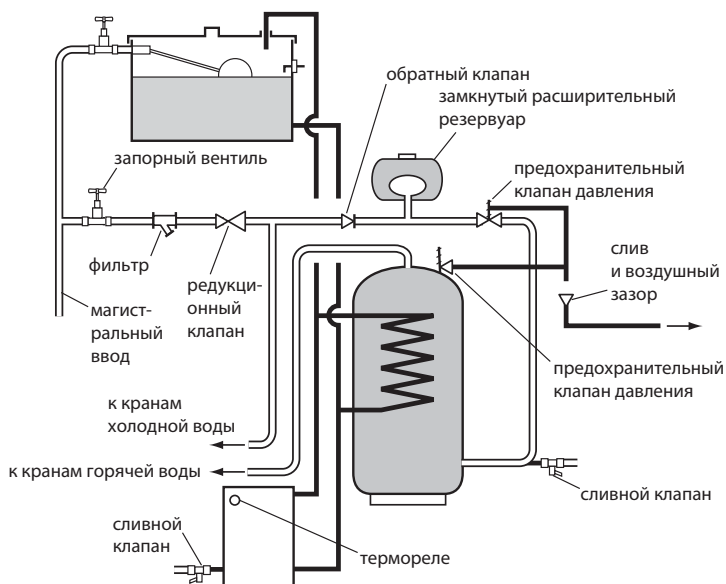 обратный клапан
замкнутый расширительный
резервуар
запорный вентиль
предохранительный
клапан давления
фильтр
редукци-
онный
клапан
слив
и воздушный
зазор
магист-
ральный
ввод
предохранительный
клапан давления
к кранам
холодной воды
к кранам горячей воды
сливной клапан
сливной
клапан
термореле